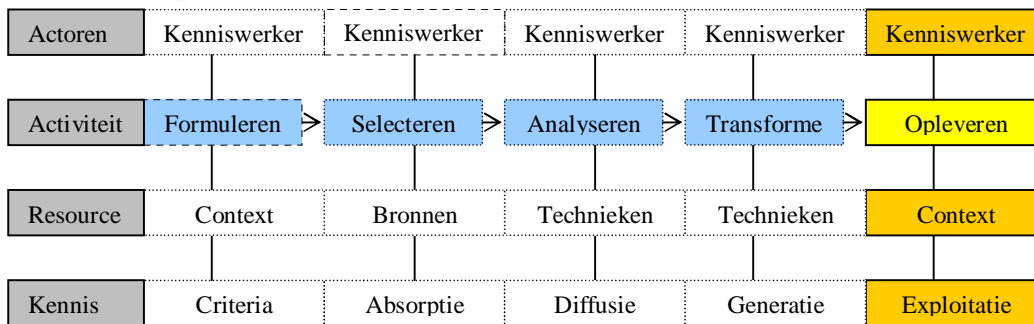 Actoren Kenniswerker Kenniswerker Kenniswerker Kenniswerker Kenniswerker
Activiteit Formuleren Selecteren Analyseren Transforme Opleveren
Resource Context Bronnen Technieken Technieken Context
Kennis Criteria Absorptie Diffusie Generatie Exploitatie